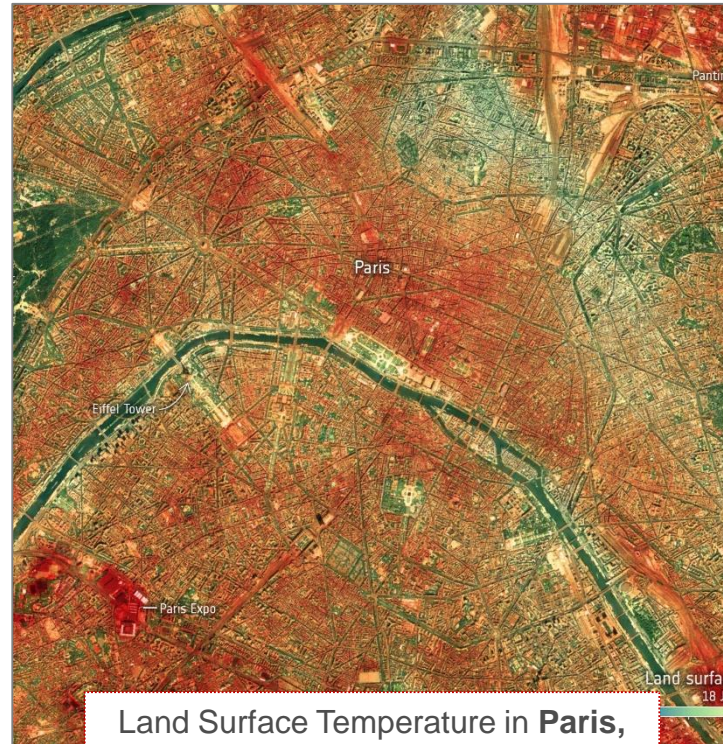 Pantin
Paris
Eiffel Tower
Paris Expo
Land surfa
18 J
Land Surface Temperature in Paris,